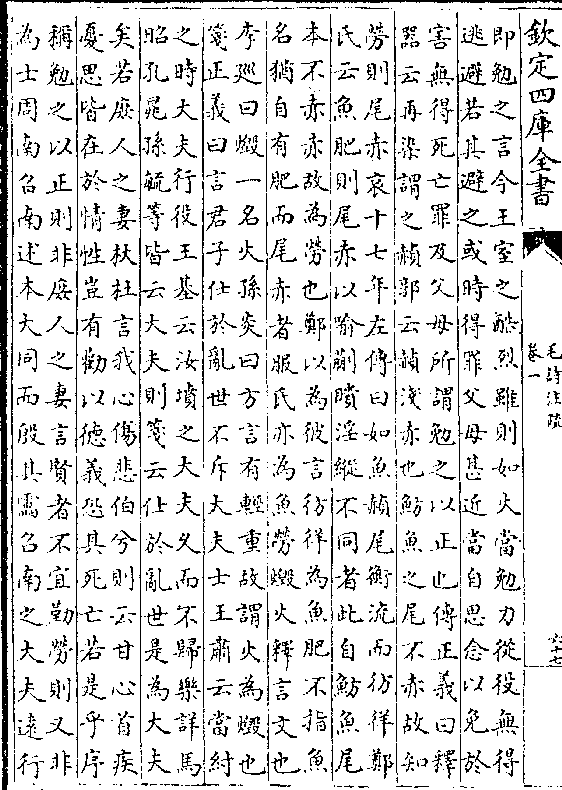 欽定四庫全書
毛詩注疏
卷一
六十七
即勉之言今王室之酷烈雖則如火當勉力從役無得
逃避若其避之或時得罪父母甚近當自思念以免於
害無得死亡罪及父母所謂勉之以正也傳正義曰釋
器云再染謂之赬郭云赬淺赤也魴魚之尾不赤故知
勞則尾赤哀十七年左傳曰如魚赬尾衡流而彷徉鄭
氏云魚肥則尾赤以喻蒯聵淫縱不同者此自魴魚尾
本不赤赤故為勞也鄭以為彼言彷徉為魚肥不指魚
名猶自有肥而尾赤者服氏亦為魚勞燬火釋言文也
李廵曰燬一名火孫炎曰方言有輕重故謂火為燬也
箋正義曰言君子仕於亂世不斥大夫士王肅云當紂
之時大夫行役王基云汝墳之大夫久而不歸樂詳馬
昭孔晁孫毓等皆云大夫則箋云仕於亂世是為大夫
矣若庶人之妻杕杜言我心傷悲伯兮則云甘心首疾
憂思皆在於情性豈有勸以德義恐其死亡若是乎序
稱勉之以正則非庶人之妻言賢者不宜勤勞則又非
為士周南召南述本大同而殷其靁召南之大夫遠行